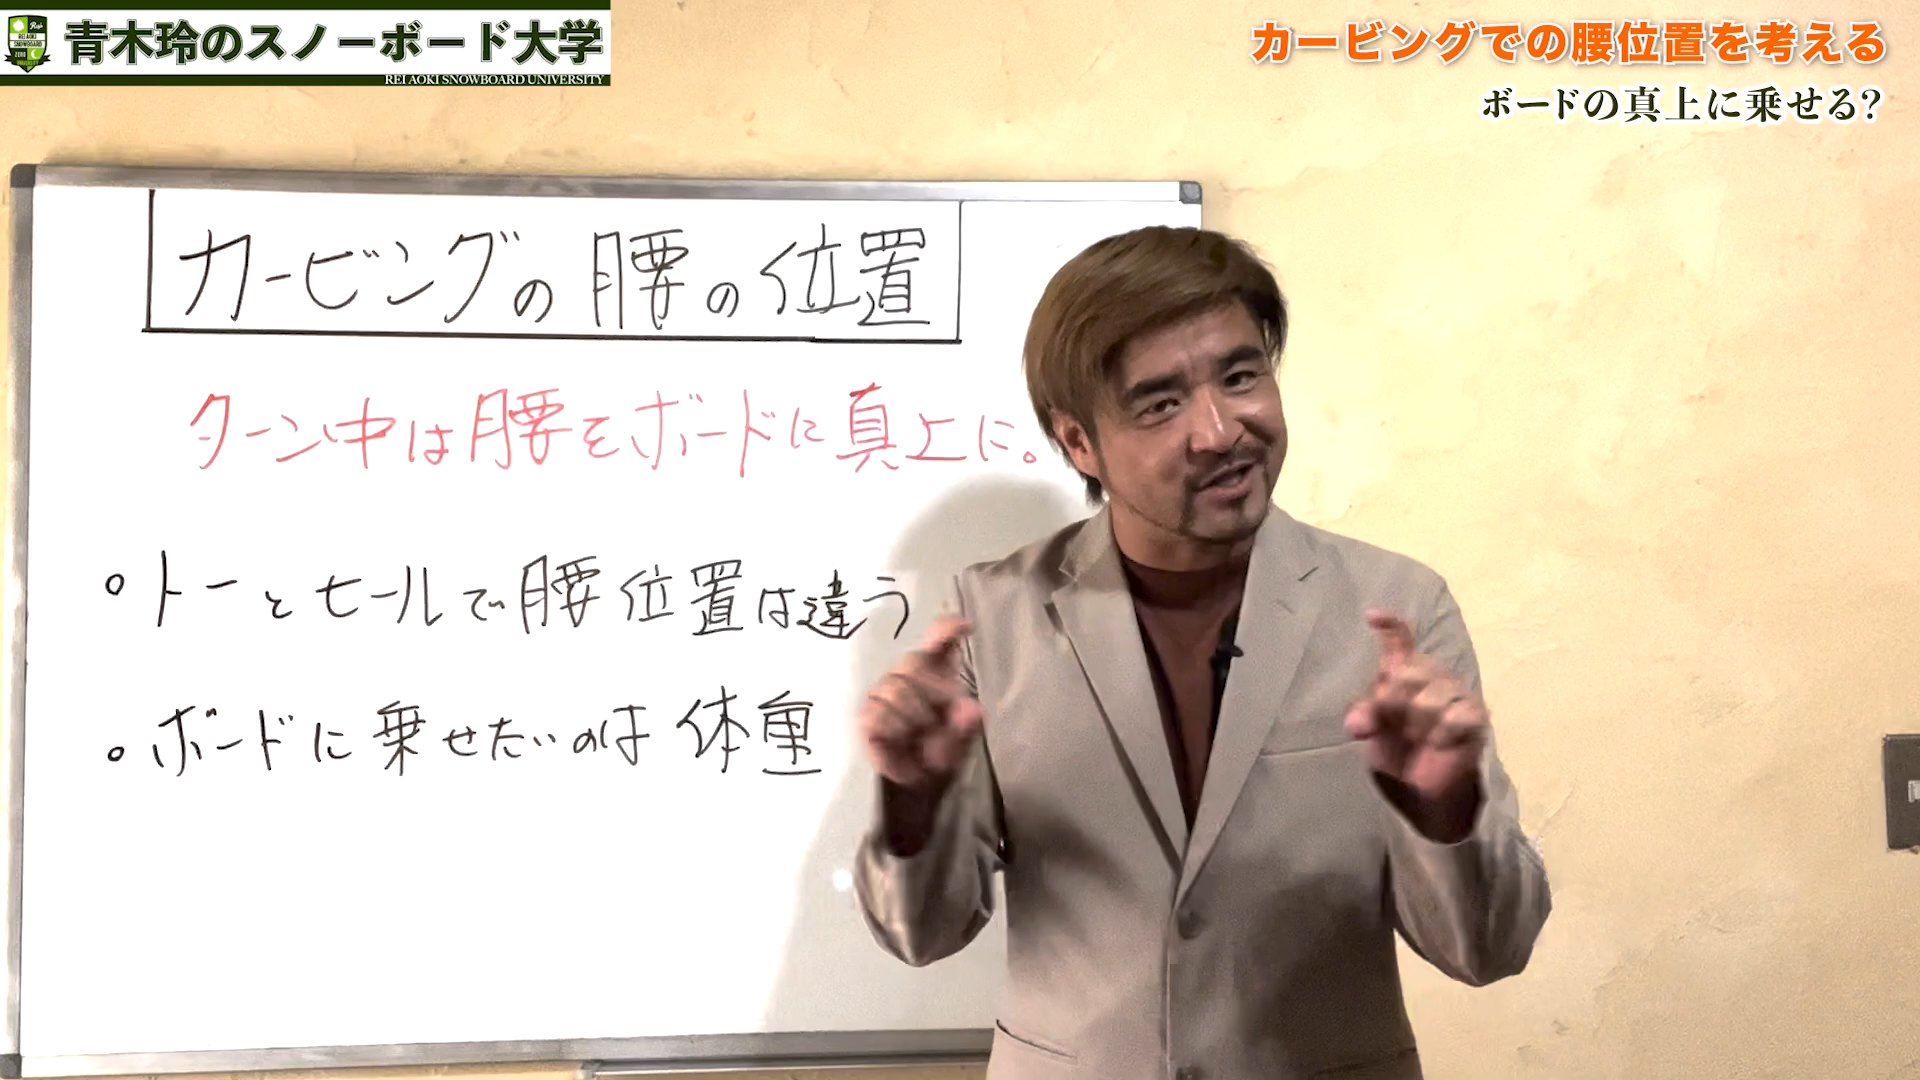 青木玲のスノーボード大学
REI AOKI SNOWBOARD UNIVERSITY
カービングでの腰位置を考える
ボードの真上に乗せる?
カービングの腰の位置
ターン中は腰をボードに真上に。
○ トーとヒールで腰位置は違う
○ ボードに乗せたいのは体重